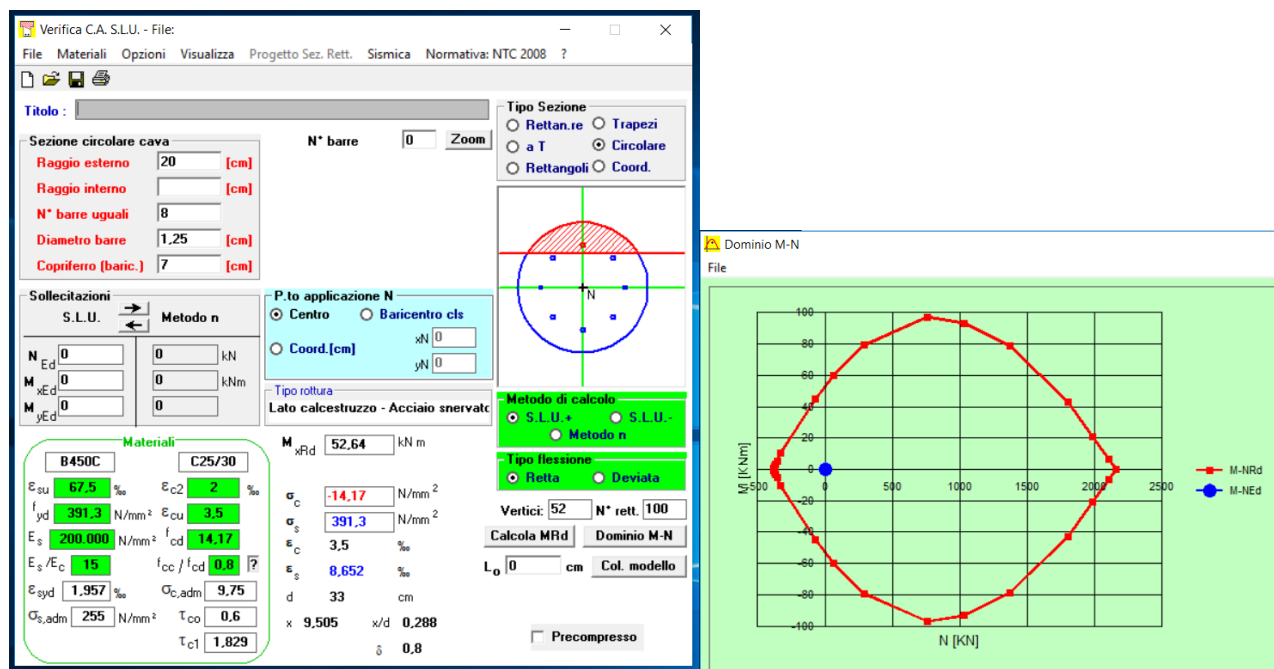 Verifica C.A. S.L.U. - File:
File Materiali Opzioni Visualizza Progetto Sez. Rett. Sismica Normativa: NTC 2008 ?
Titolo :
Sezione circolare cava
Raggio esterno 20 [cm]
Raggio interno [cm]
N° barre uguali 8
Diametro barre 1,25 [cm]
Copriferro (baric.) 7 [cm]
N° barre 0 Zoom
Tipo Sezione
Rettan.re Trapezi
a T Circolare
Rettangoli Coord.
N
Sollecitazioni
S.L.U. Metodo n
N Ed 0 0 kN
M xEd 0 0 kNm
M yEd 0 0
P.to applicazione N
Centro Baricentro cls
Coord.[cm] xN 0
yN 0
Tipo rottura
Lato calcestruzzo - Acciaio snervato
Metodo di calcolo
S.L.U.+ S.L.U.-
Metodo n
Tipo flessione
Retta Deviata
Vertici: 52 N° rett. 100
Calcola MRd Dominio M-N
Lo 0 cm Col. modello
Precompresso
Materiali
B450C C25/30
εsu 67,5 ‰ εc2 2 ‰
fyd 391,3 N/mm² εcu 3,5
Es 200.000 N/mm² fcd 14,17
Es /Ec 15 fcc / fcd 0,8 ?
εsyd 1,957 ‰ σc,adm 9,75
σs,adm 255 N/mm² τco 0,6
τc1 1,829
M xRd 52,64 kN m
σc -14,17 N/mm²
σs 391,3 N/mm²
εc 3,5 ‰
εs 8,652 ‰
d 33 cm
x 9,505 x/d 0,288
δ 0,8
Dominio M-N
File
100
80
60
40
20
0
-20
-40
-60
-80
-100
-500 0 500 1000 1500 2000 2500
M [KNm]
N [KN]
M-NRd
M-NEd